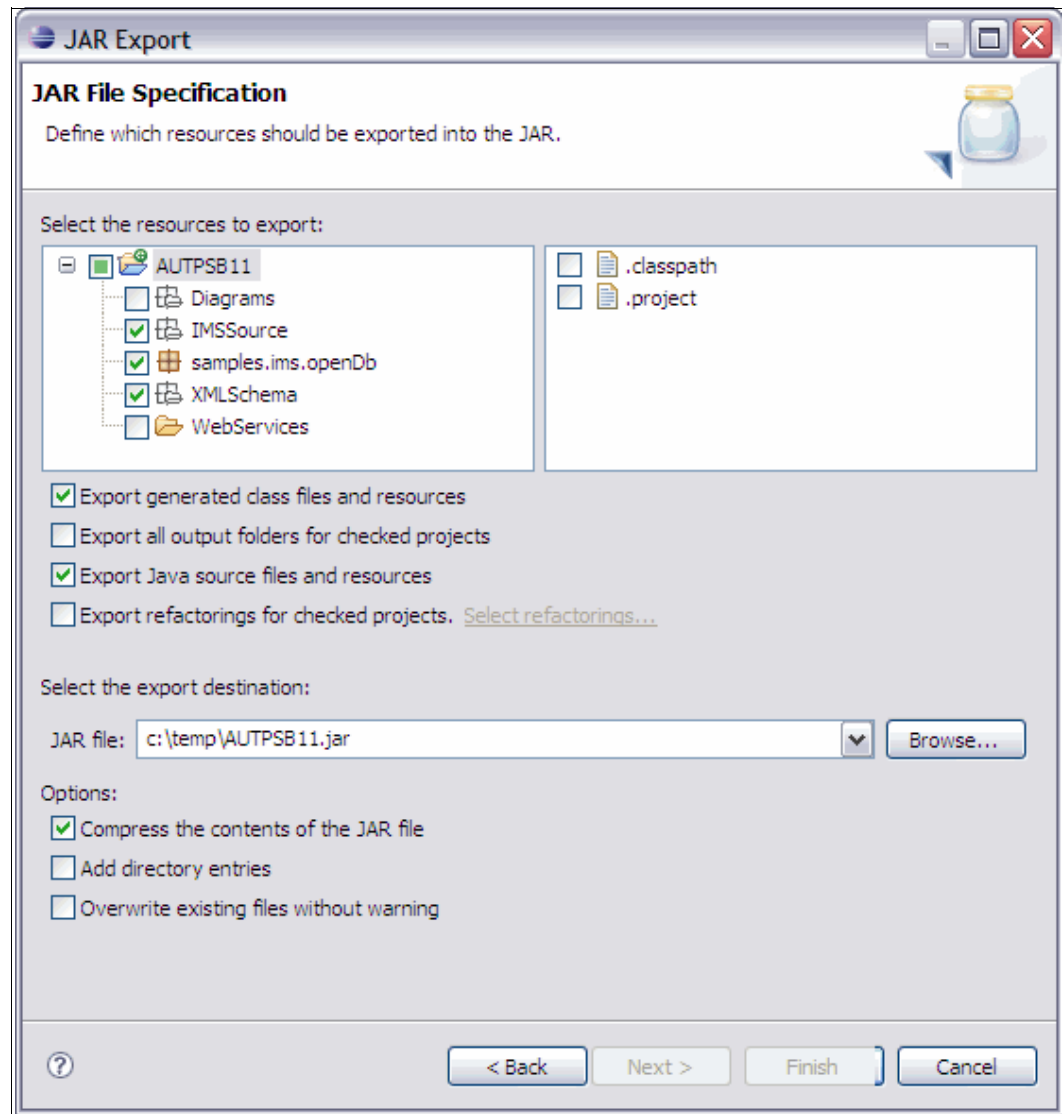 JAR Export
JAR File Specification
Define which resources should be exported into the JAR.
Select the resources to export:
AUTPSB11
Diagrams
IMSSource
samples.ims.openDb
XMLSchema
WebServices
.classpath
.project
Export generated class files and resources
Export all output folders for checked projects
Export Java source files and resources
Export refactorings for checked projects. Select refactorings...
Select the export destination:
JAR file: c:\temp\AUTPSB11.jar Browse...
Options:
Compress the contents of the JAR file
Add directory entries
Overwrite existing files without warning
? < Back Next > Finish Cancel